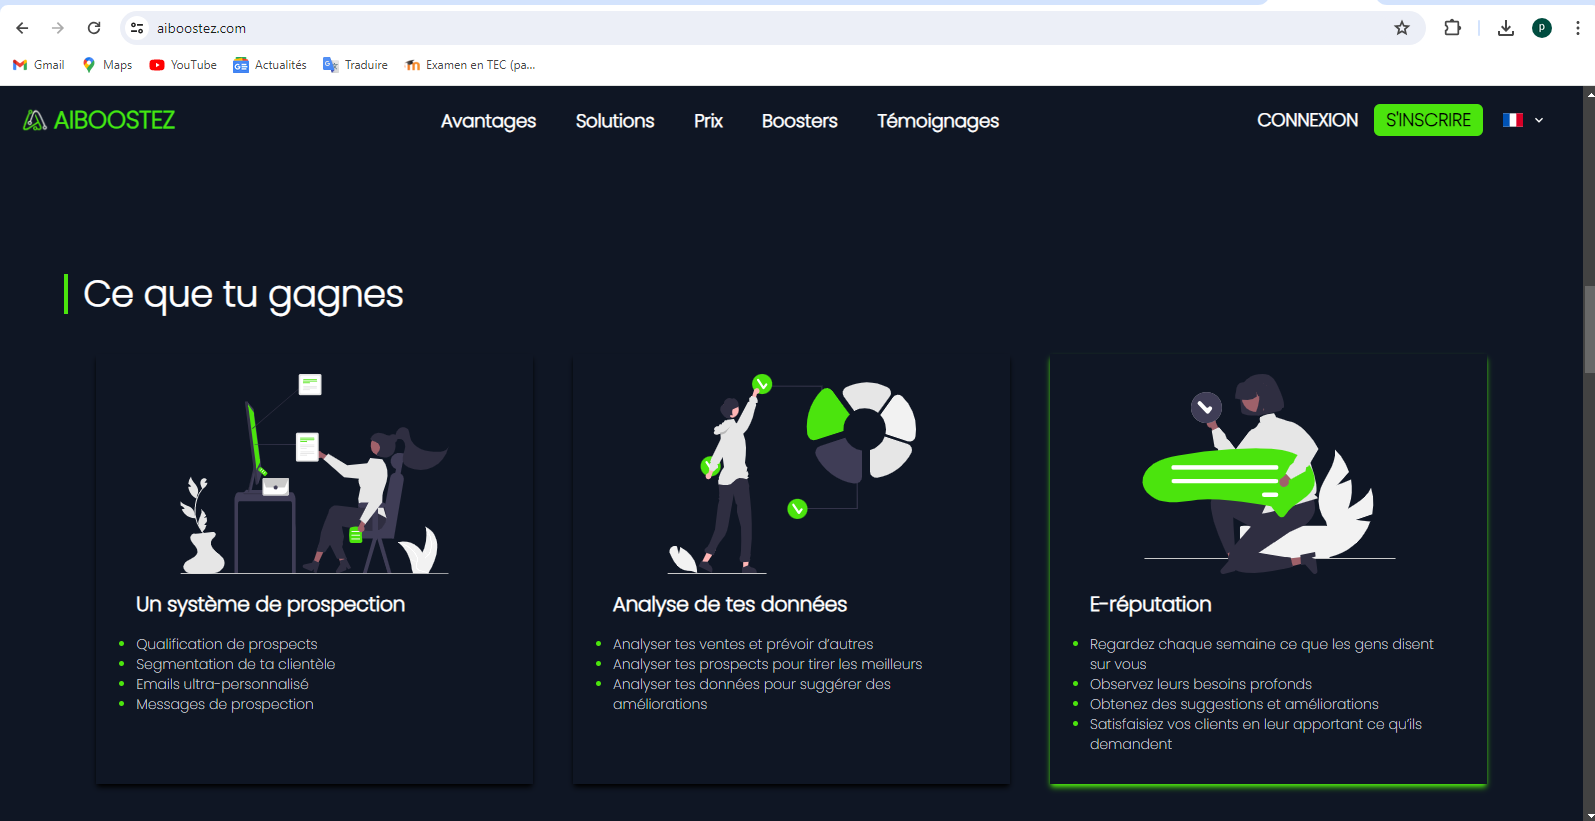 aiboostez.com
P
Gmail
Maps
YouTube
Actualités
Traduire
Examen en TEC (pa...
AIBOOSTEZ
Avantages
Solutions
Prix
Boosters
Témoignages
CONNEXION
S'INSCRIRE
Ce que tu gagnes
Un système de prospection
Qualification de prospects
Segmentation de ta clientèle
Emails ultra-personnalisé
Messages de prospection
Analyse de tes données
Analyser tes ventes et prévoir d’autres
Analyser tes prospects pour tirer les meilleurs
Analyser tes données pour suggérer des
améliorations
E-réputation
Regardez chaque semaine ce que les gens disent
sur vous
Observez leurs besoins profonds
Obtenez des suggestions et améliorations
Satisfaisiez vos clients en leur apportant ce qu’ils
demandent